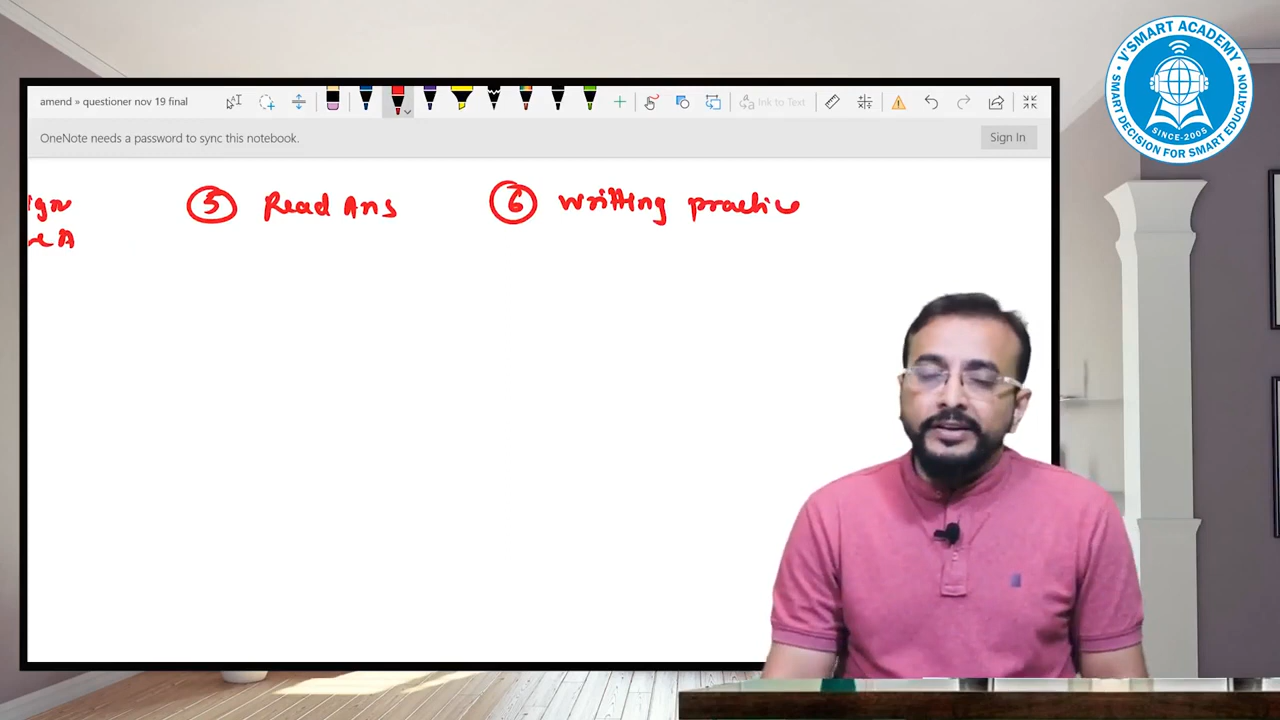 V'SMART ACADEMY
SMART DECISION FOR SMART EDUCATION
SINCE-2005
amend » questioner nov 19 final
Ink to Text
OneNote needs a password to sync this notebook.
Sign In
5 Read Ans
6 writting practice